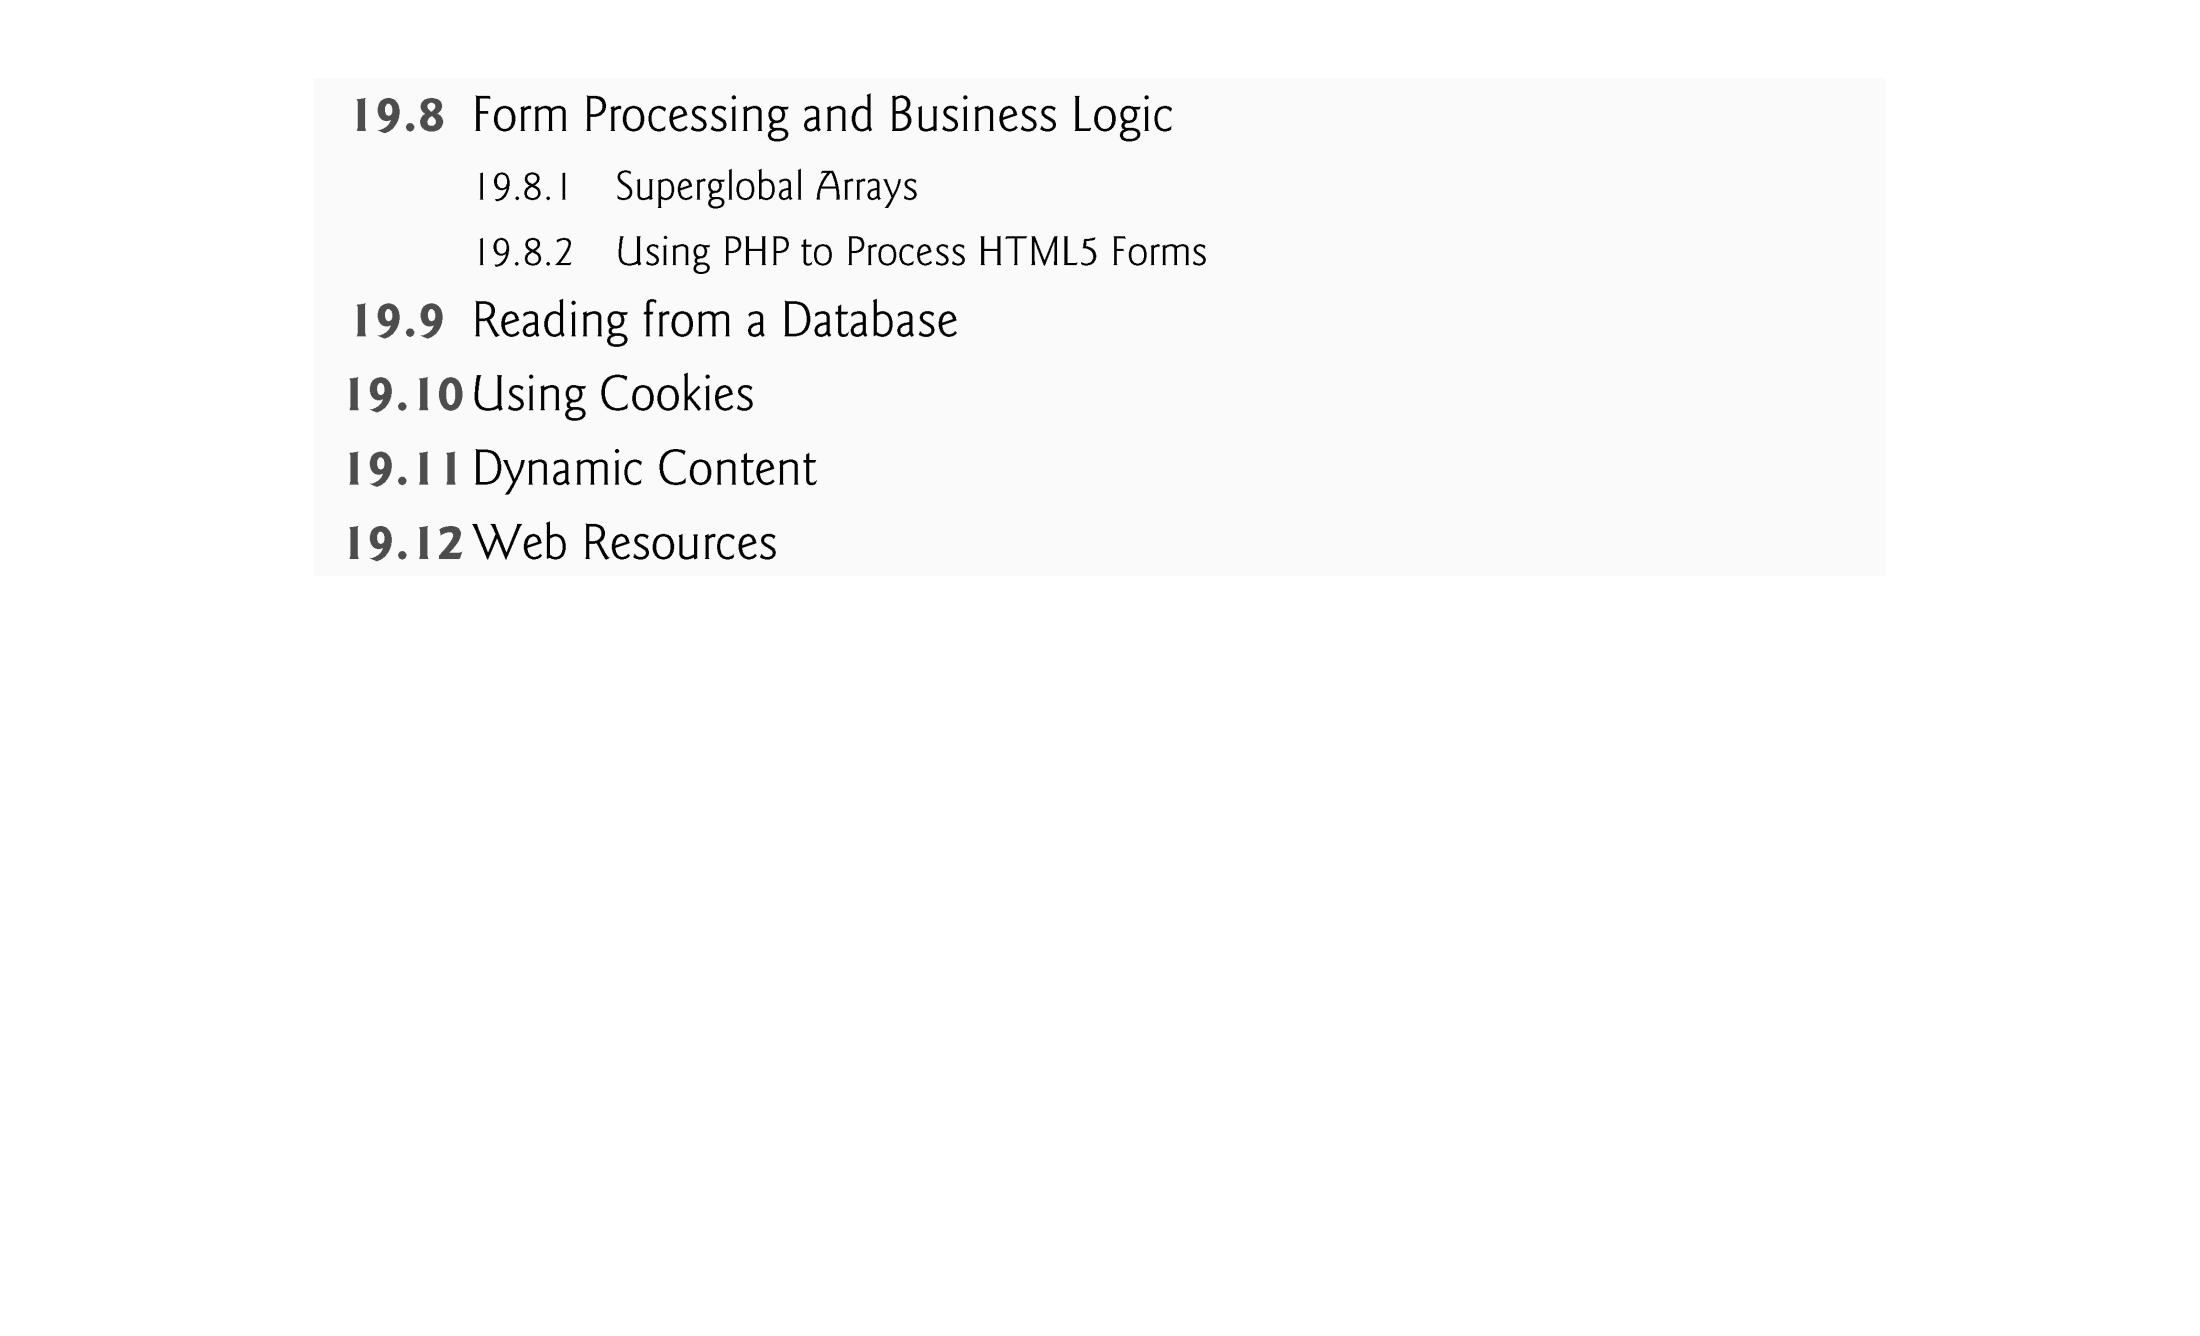 19.8 Form Processing and Business Logic
19.8.1 Superglobal Arrays
19.8.2 Using PHP to Process HTML5 Forms
19.9 Reading from a Database
19.10 Using Cookies
19.11 Dynamic Content
19.12 Web Resources